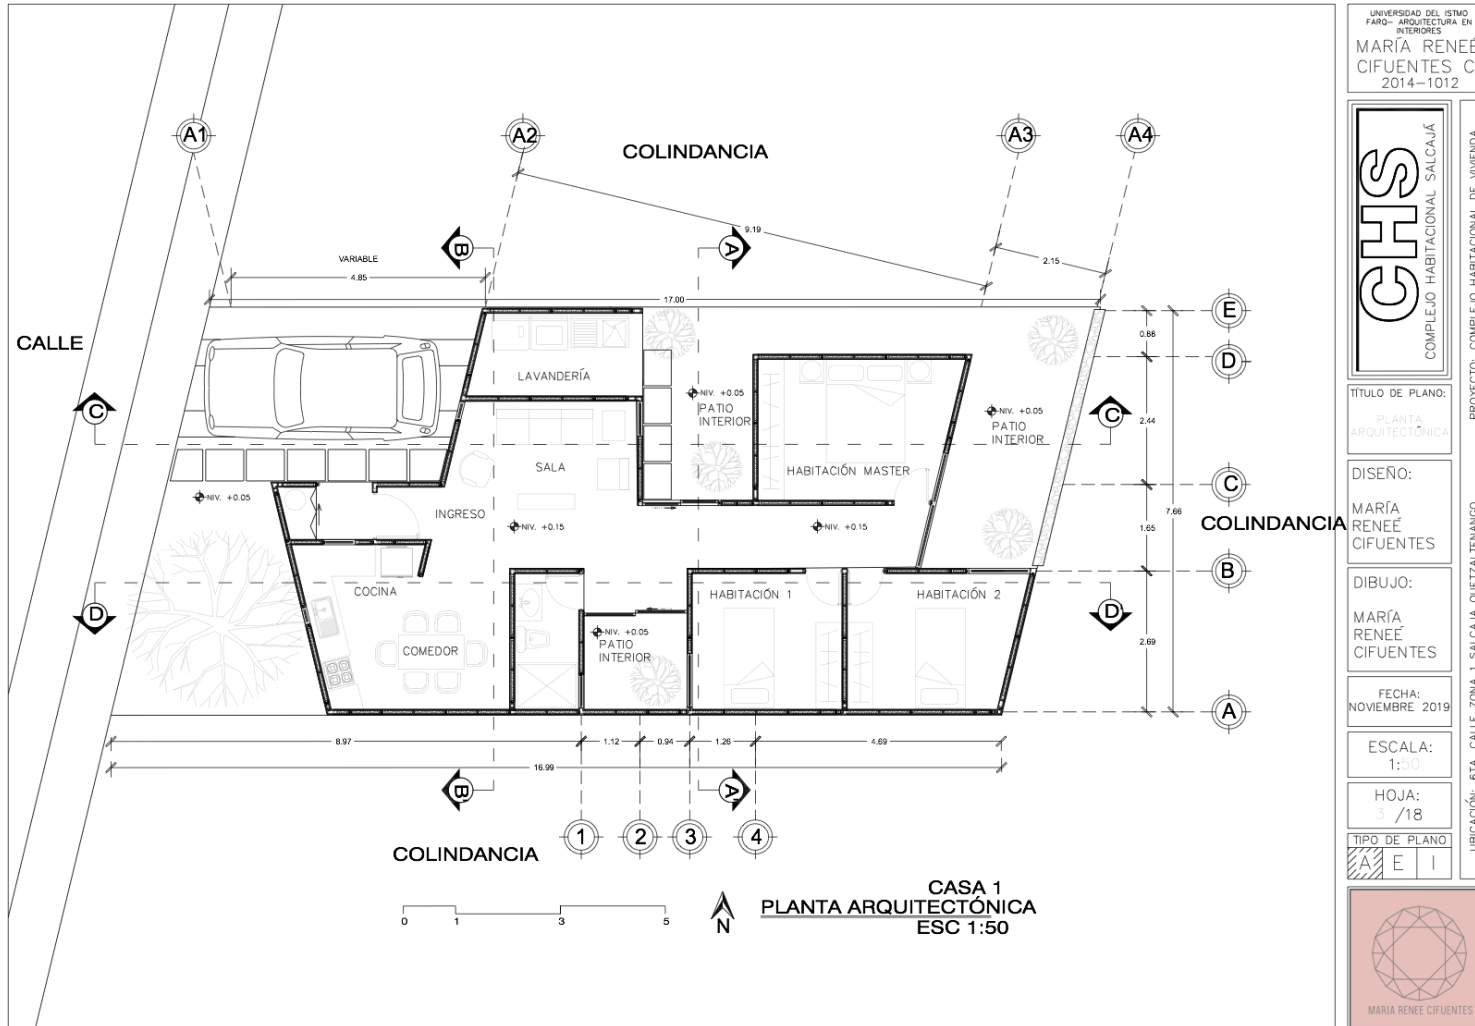 A1
A2
A3
A4
COLINDANCIA
9.19
B
A
2.15
VARIABLE
4.85
17.00
E
0.88
D
CALLE
LAVANDERÍA
NIV. +0.05
PATIO
INTERIOR
NIV. +0.05
PATIO
INTERIOR
C
C
2.44
SALA
HABITACIÓN MASTER
C
NIV. +0.05
INGRESO
NIV. +0.15
NIV. +0.15
1.65
7.66
COLINDANCIA
B
COCINA
HABITACIÓN 1
HABITACIÓN 2
D
D
NIV. +0.05
PATIO
INTERIOR
COMEDOR
2.69
A
8.97
1.12
0.94
1.26
4.69
16.99
B'
A'
1
2
3
4
COLINDANCIA
0
1
3
5
N
CASA 1
PLANTA ARQUITECTÓNICA
ESC 1:50
UNIVERSIDAD DEL ISTMO
FARQ- ARQUITECTURA EN
INTERIORES
MARÍA RENEÉ
CIFUENTES C
2014-1012
CHS
COMPLEJO HABITACIONAL SALCAJÁ
PROYECTO: COMPLEJO HABITACIONAL DE VIVIENDA
UBICACIÓN: 6TA CALLE ZONA 1 SALCAJA QUETZALTENANGO
TÍTULO DE PLANO:
PLANTA
ARQUITECTÓNICA
DISEÑO:
MARÍA
RENEÉ
CIFUENTES
DIBUJO:
MARÍA
RENEÉ
CIFUENTES
FECHA:
NOVIEMBRE 2019
ESCALA:
1:50
HOJA:
3 /18
TIPO DE PLANO
A E I
MARIA RENEE CIFUENTES